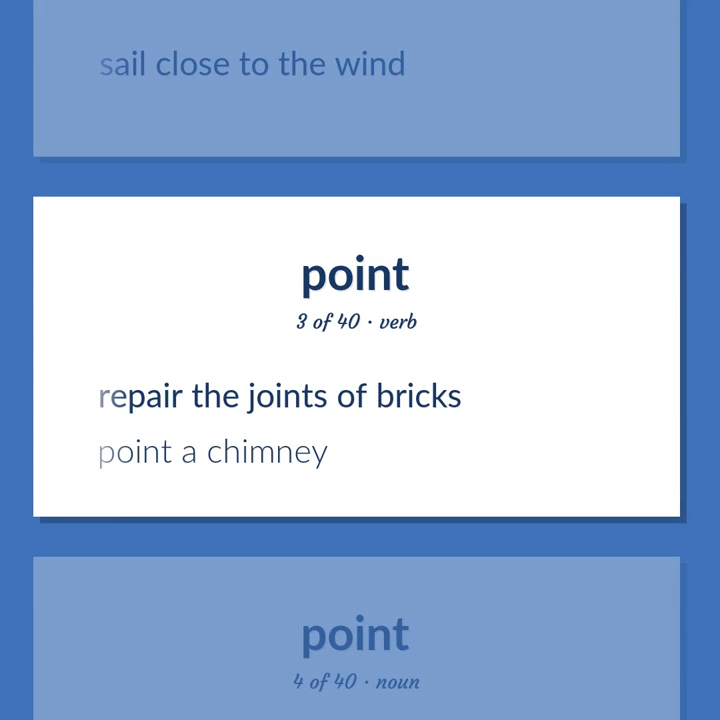 sail close to the wind
point
3 of 40 · verb
repair the joints of bricks
point a chimney
point
4 of 40 · noun